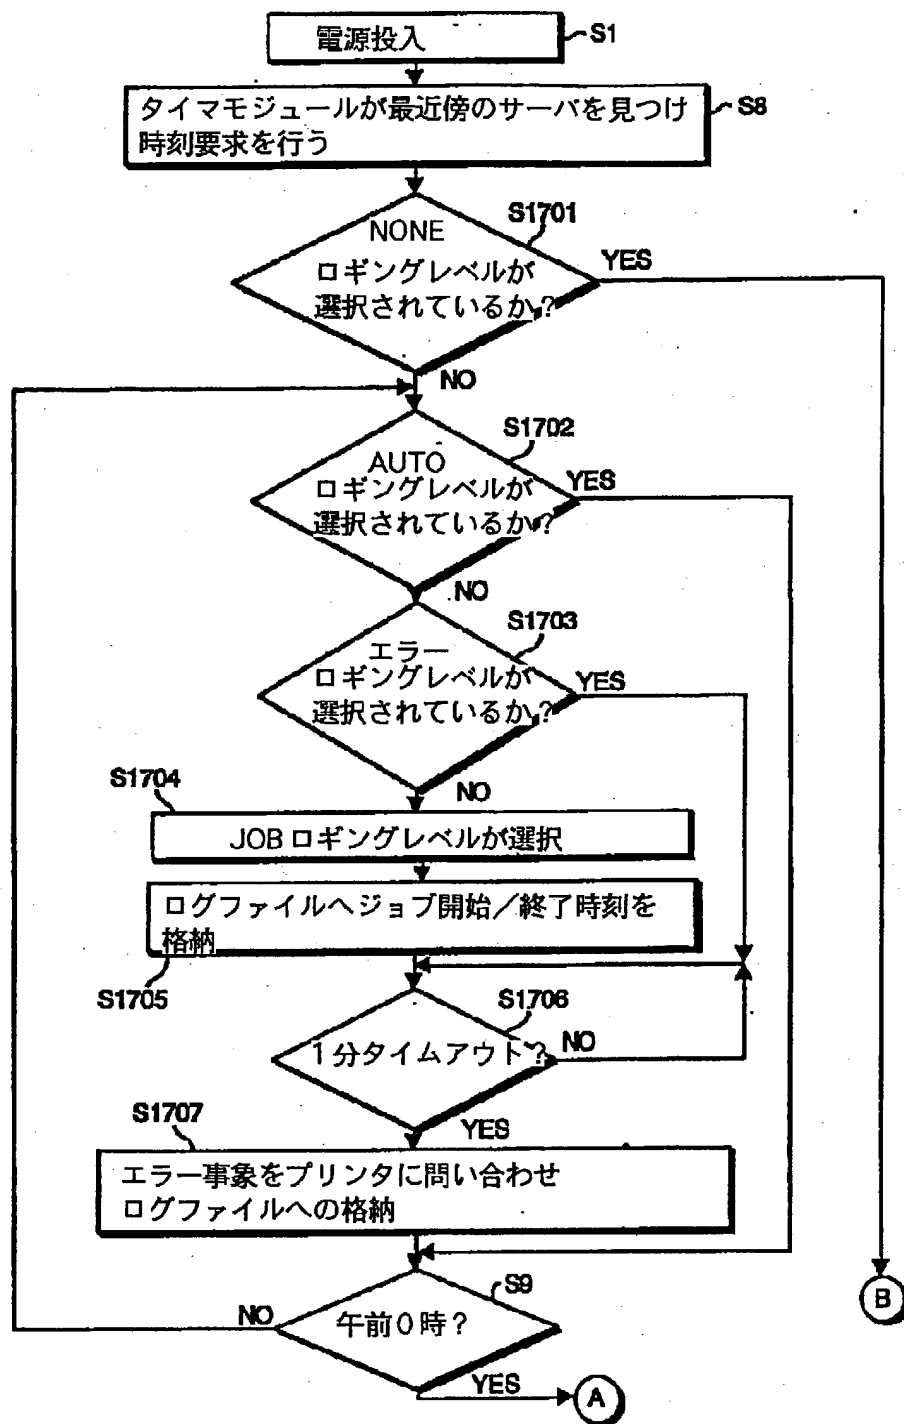 電源投入
S1
タイマモジュールが最近傍のサーバを見つけ
時刻要求を行う
S8
S1701
NONE
ロギングレベルが
選択されているか?
YES
NO
S1702
AUTO
ロギングレベルが
選択されているか?
YES
NO
S1703
エラー
ロギングレベルが
選択されているか?
YES
NO
S1704
JOBロギングレベルが選択
ログファイルへジョブ開始/終了時刻を
格納
S1705
S1706
1分タイムアウト?
NO
YES
S1707
エラー事象をプリンタに問い合わせ
ログファイルへの格納
S9
午前0時?
NO
YES
A
B